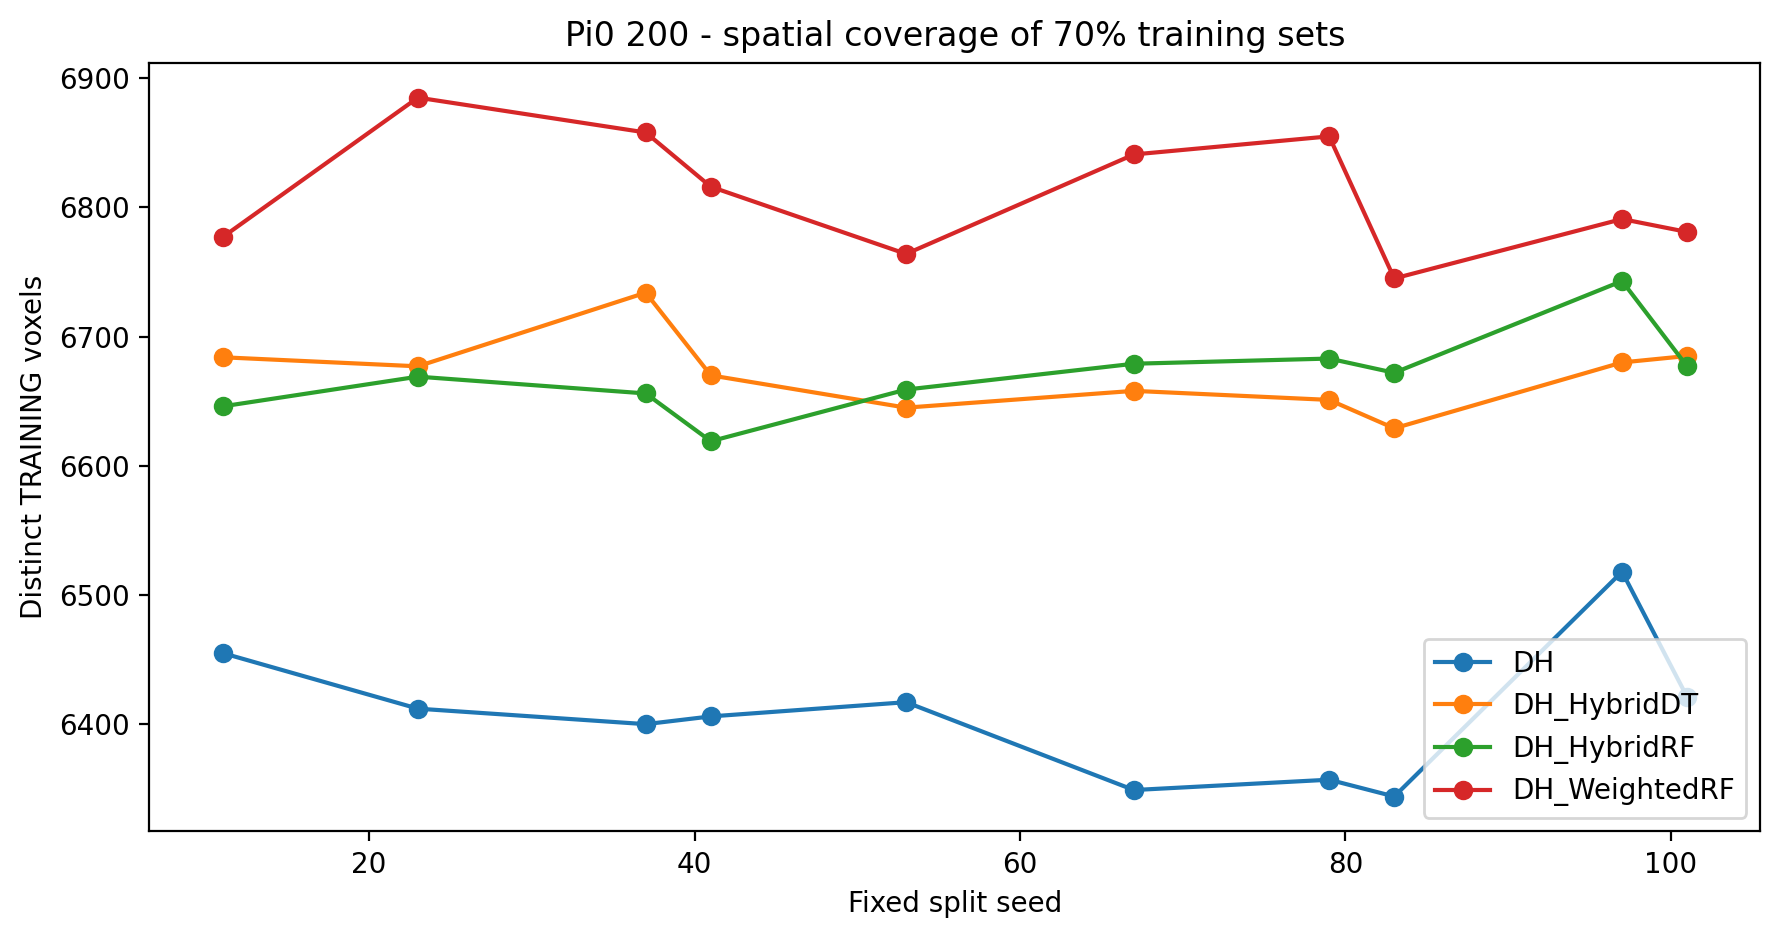 Pi0 200 - spatial coverage of 70% training sets
Distinct TRAINING voxels
6900
6800
6700
6600
6500
6400
DH
DH_HybridDT
DH_HybridRF
DH_WeightedRF
20 40 60 80 100
Fixed split seed